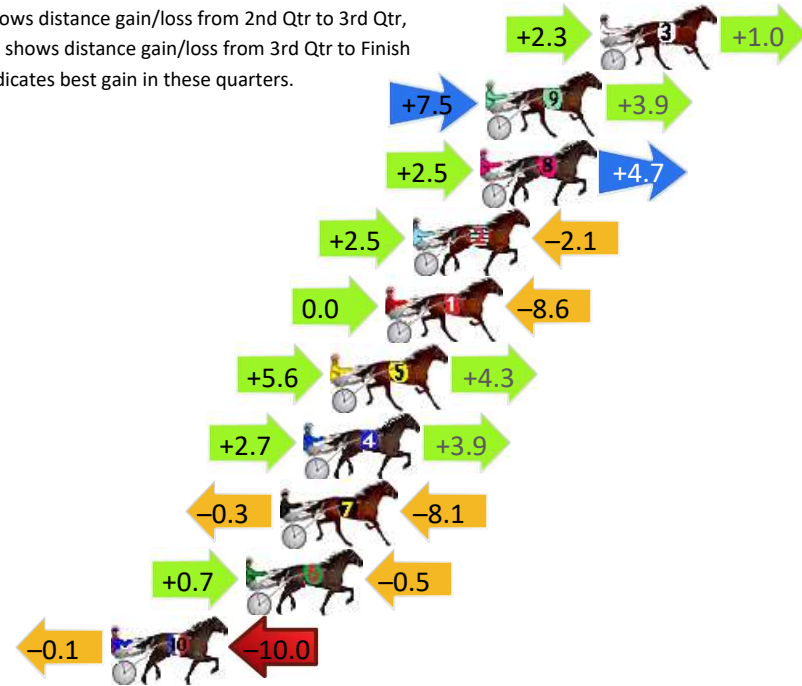 ows distance gain/loss from 2nd Qtr to 3rd Qtr,
shows distance gain/loss from 3rd Qtr to Finish
dicates best gain in these quarters.
+2.3 3 +1.0
+7.5 9 +3.9
+2.5 8 +4.7
+2.5 2 –2.1
0.0 1 –8.6
+5.6 5 +4.3
+2.7 4 +3.9
–0.3 7 –8.1
+0.7 6 –0.5
–0.1 10 –10.0